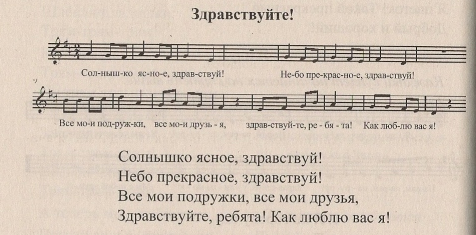 Здравствуйте!
Сол-ныш-ко яс-но-е, здрав-ствуй! Не-бо пре-крас-но-е, здрав-ствуй!
Все мо-и под-руж-ки, все мо-и друзь - я, здрав-ствуй-те, ре - бя - та! Как люб-лю вас я!
Солнышко ясное, здравствуй!
Небо прекрасное, здравствуй!
Все мои подружки, все мои друзья,
Здравствуйте, ребята! Как люблю вас я!